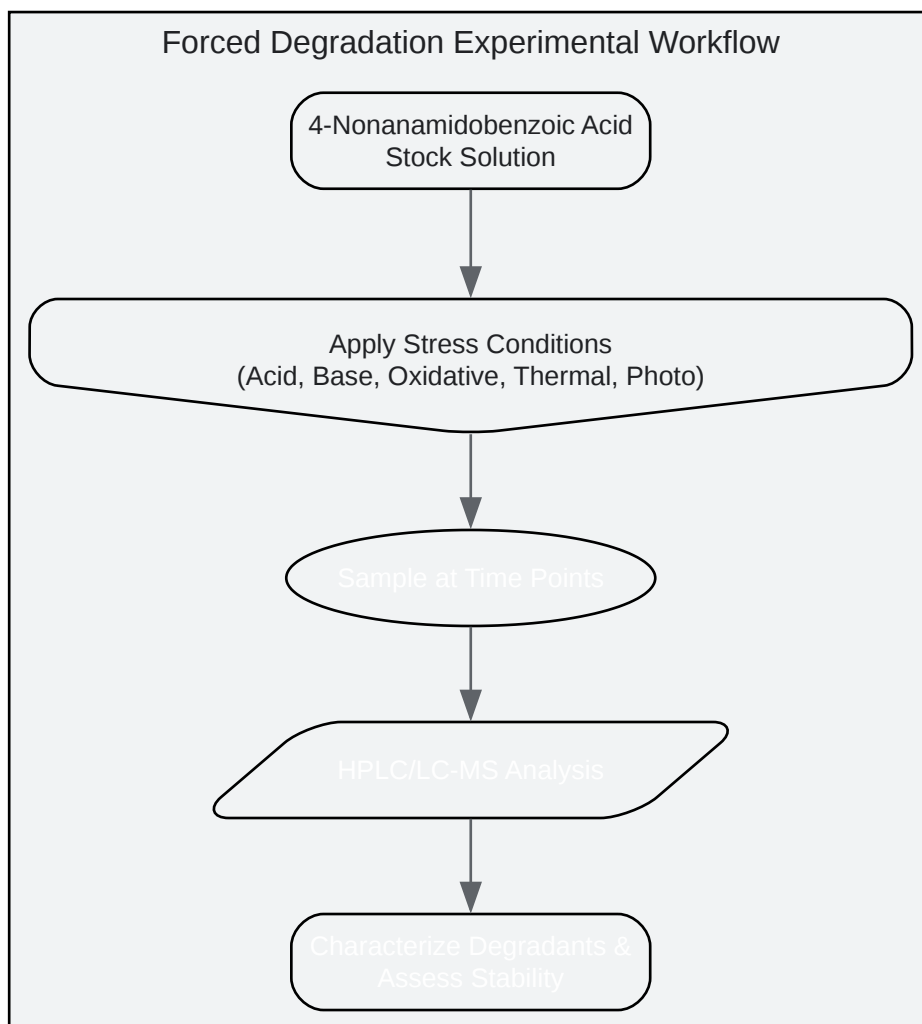 Forced Degradation Experimental Workflow
4-Nonanamidobenzoic Acid
Stock Solution
Apply Stress Conditions
(Acid, Base, Oxidative, Thermal, Photo)
Sample at Time Points
HPLC/LC-MS Analysis
Characterize Degradants &
Assess Stability